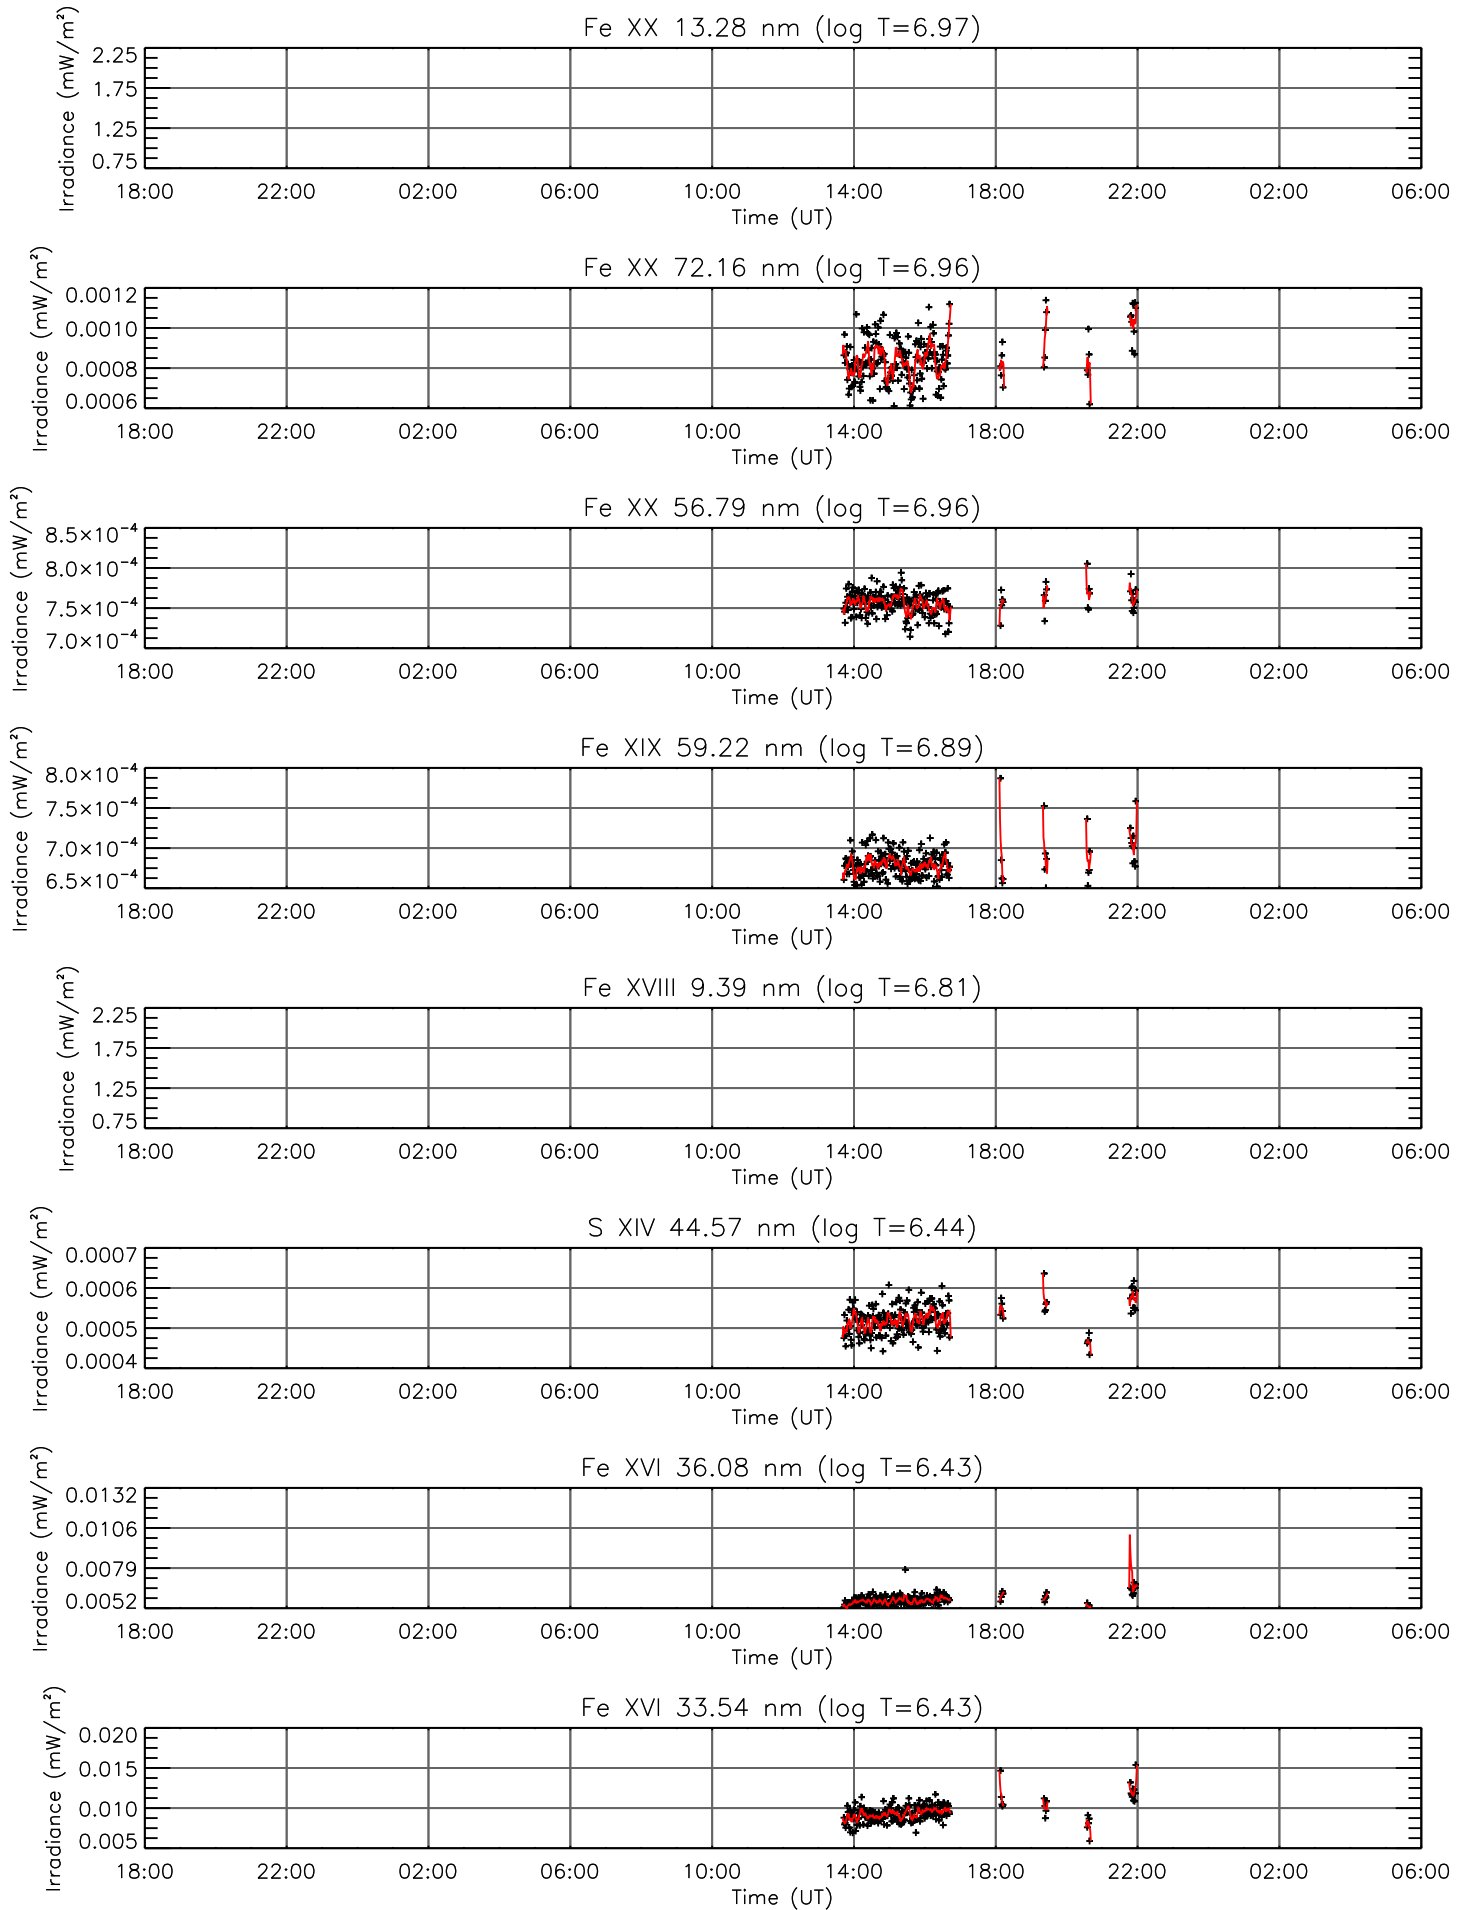 Fe XX 13.28 nm (log T=6.97)
Irradiance (mW/m²)
2.25
1.75
1.25
0.75
18:00 22:00 02:00 06:00 10:00 14:00 18:00 22:00 02:00 06:00
Time (UT)
Fe XX 72.16 nm (log T=6.96)
Irradiance (mW/m²)
0.0012
0.0010
0.0008
0.0006
18:00 22:00 02:00 06:00 10:00 14:00 18:00 22:00 02:00 06:00
Time (UT)
Fe XX 56.79 nm (log T=6.96)
Irradiance (mW/m²)
8.5×10⁻⁴
8.0×10⁻⁴
7.5×10⁻⁴
7.0×10⁻⁴
18:00 22:00 02:00 06:00 10:00 14:00 18:00 22:00 02:00 06:00
Time (UT)
Fe XIX 59.22 nm (log T=6.89)
Irradiance (mW/m²)
8.0×10⁻⁴
7.5×10⁻⁴
7.0×10⁻⁴
6.5×10⁻⁴
18:00 22:00 02:00 06:00 10:00 14:00 18:00 22:00 02:00 06:00
Time (UT)
Fe XVIII 9.39 nm (log T=6.81)
Irradiance (mW/m²)
2.25
1.75
1.25
0.75
18:00 22:00 02:00 06:00 10:00 14:00 18:00 22:00 02:00 06:00
Time (UT)
S XIV 44.57 nm (log T=6.44)
Irradiance (mW/m²)
0.0007
0.0006
0.0005
0.0004
18:00 22:00 02:00 06:00 10:00 14:00 18:00 22:00 02:00 06:00
Time (UT)
Fe XVI 36.08 nm (log T=6.43)
Irradiance (mW/m²)
0.0132
0.0106
0.0079
0.0052
18:00 22:00 02:00 06:00 10:00 14:00 18:00 22:00 02:00 06:00
Time (UT)
Fe XVI 33.54 nm (log T=6.43)
Irradiance (mW/m²)
0.020
0.015
0.010
0.005
18:00 22:00 02:00 06:00 10:00 14:00 18:00 22:00 02:00 06:00
Time (UT)